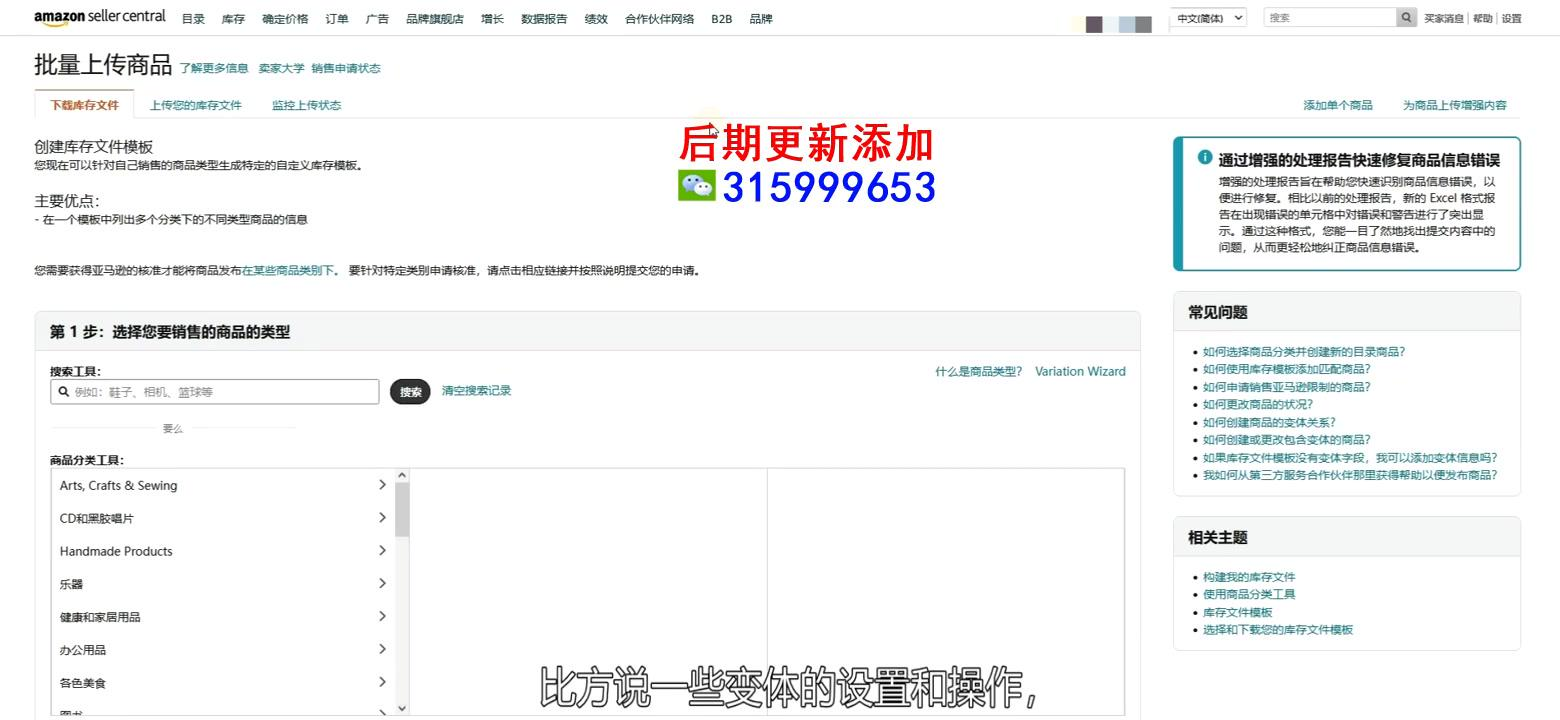 amazon seller central 目录 库存 确定价格 订单 广告 品牌旗舰店 增长 数据报告 绩效 合作伙伴网络 B2B 品牌 中文(简体) 搜索 买家消息 帮助 设置
批量上传商品 了解更多信息 卖家大学 销售申请状态
下载库存文件 上传您的库存文件 监控上传状态 添加单个商品 为商品上传增强内容
后期更新添加
315999653
创建库存文件模板
您现在可以针对自己销售的商品类型生成特定的自定义库存模板。
主要优点：
- 在一个模板中列出多个分类下的不同类型商品的信息
您需要获得亚马逊的核准才能将商品发布在某些商品类别下。 要针对特定类别申请核准，请点击相应链接并按照说明提交您的申请。
通过增强的处理报告快速修复商品信息错误
增强的处理报告旨在帮助您快速识别商品信息错误，以
便进行修复。相比以前的处理报告，新的 Excel 格式报
告在出现错误的单元格中对错误和警告进行了突出显
示。通过这种格式，您能一目了然地找出提交内容中的
问题，从而更轻松地纠正商品信息错误。
第 1 步：选择您要销售的商品的类型
搜索工具：
例如：鞋子、相机、篮球等 搜索 清空搜索记录
什么是商品类型？ Variation Wizard
要么
商品分类工具：
Arts, Crafts & Sewing
CD和黑胶唱片
Handmade Products
乐器
健康和家居用品
办公用品
各色美食
图书
常见问题
如何选择商品分类并创建新的目录商品？
如何使用库存模板添加匹配商品？
如何申请销售亚马逊限制的商品？
如何更改商品的状况？
如何创建商品的变体关系？
如何创建或更改包含变体的商品？
如果库存文件模板没有变体字段，我可以添加变体信息吗？
我如何从第三方服务合作伙伴那里获得帮助以便发布商品？
相关主题
构建我的库存文件
使用商品分类工具
库存文件模板
选择和下载您的库存文件模板
比方说一些变体的设置和操作，